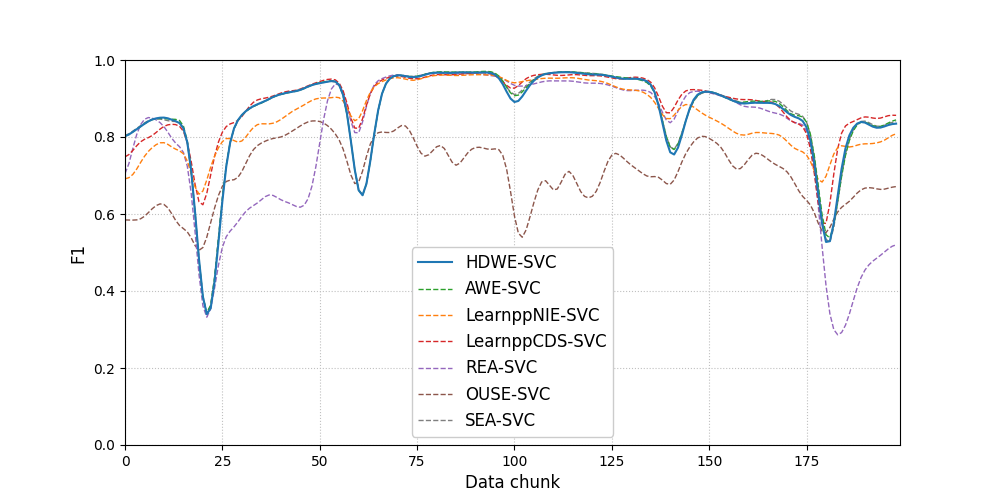 1.0
0.8
0.6
0.4
0.2
0.0
F1
HDWE-SVC
AWE-SVC
LearnppNIE-SVC
LearnppCDS-SVC
REA-SVC
OUSE-SVC
SEA-SVC
0 25 50 75 100 125 150 175
Data chunk